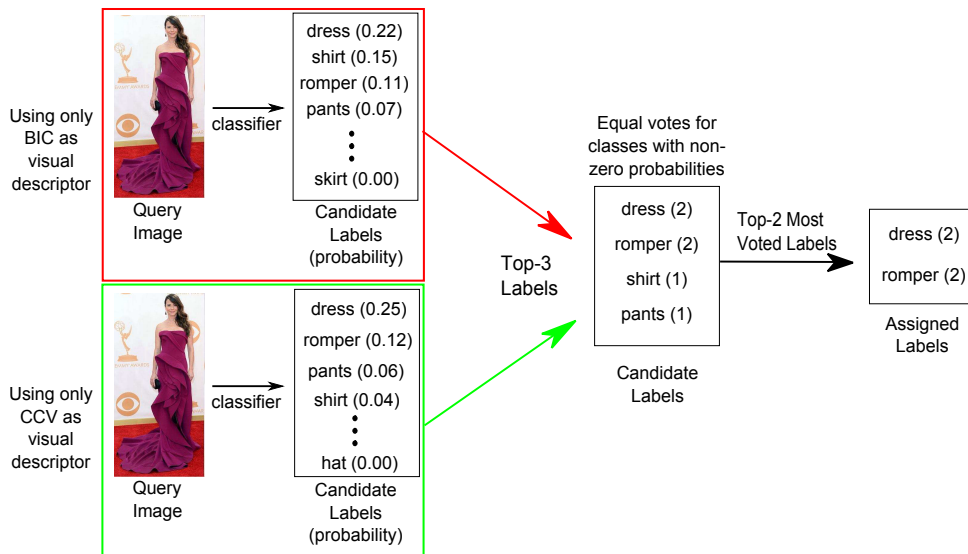 Using only
BIC as
visual
descriptor
Query
Image
classifier
dress (0.22)
shirt (0.15)
romper (0.11)
pants (0.07)
skirt (0.00)
Candidate
Labels
(probability)
Using only
CCV as
visual
descriptor
Query
Image
classifier
dress (0.25)
romper (0.12)
pants (0.06)
shirt (0.04)
hat (0.00)
Candidate
Labels
(probability)
Top-3
Labels
Equal votes for
classes with non-
zero probabilities
dress (2)
romper (2)
shirt (1)
pants (1)
Candidate
Labels
Top-2 Most
Voted Labels
dress (2)
romper (2)
Assigned
Labels